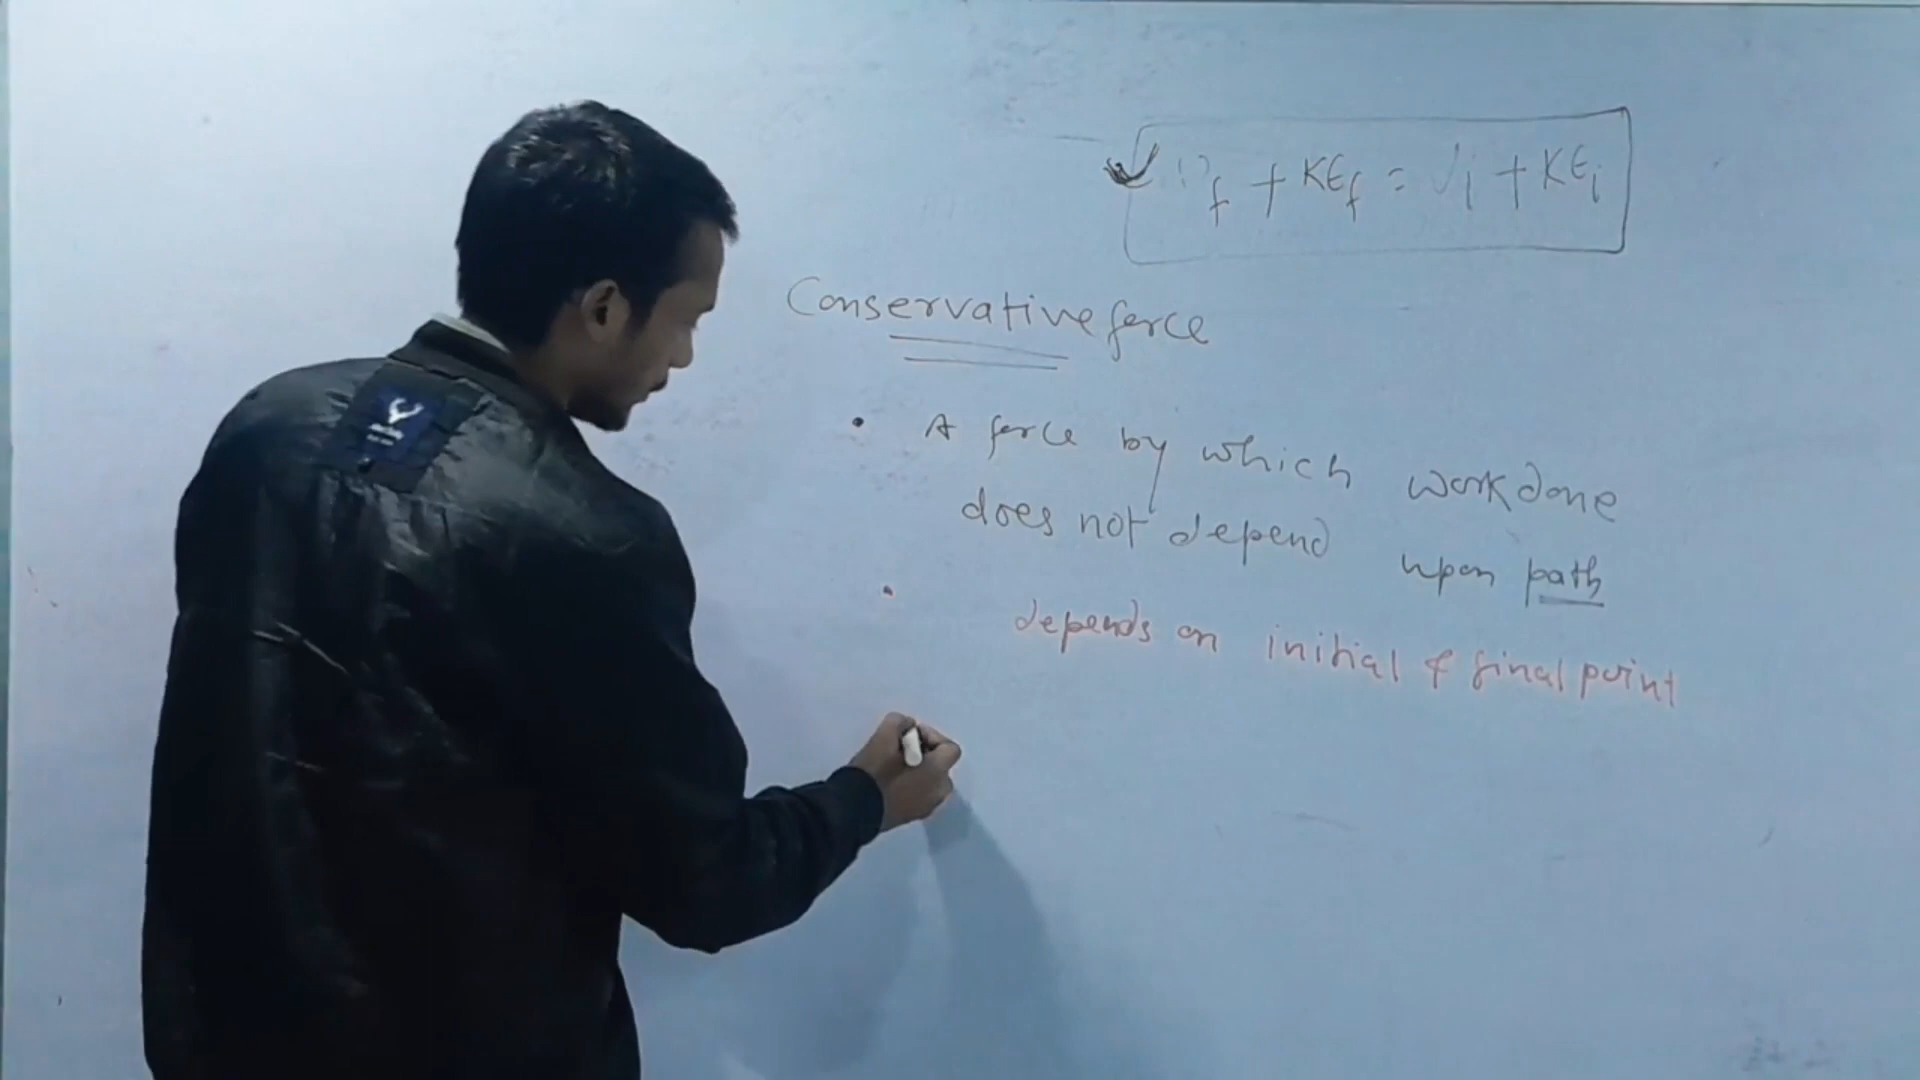 f + KEf = Ui + KEi
Conservative force
• A force by which workdone
does not depend upon path
• depends on initial & final point